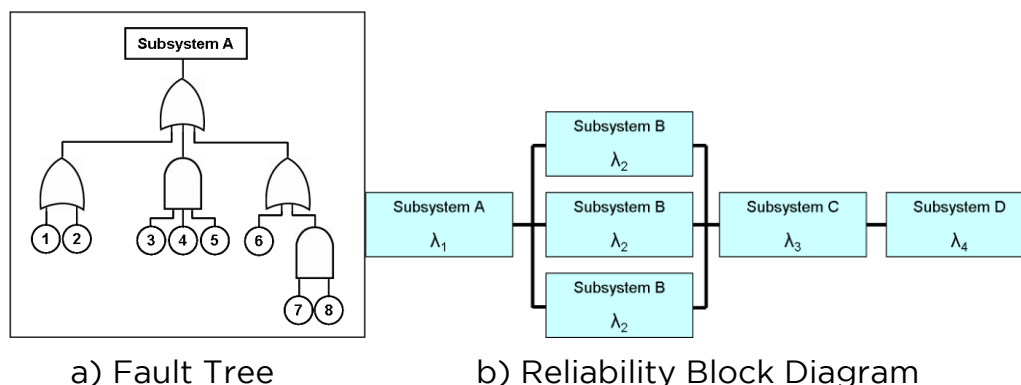 Subsystem A
1 2 3 4 5 6
7 8
Subsystem B
λ2
Subsystem A
λ1
Subsystem B
λ2
Subsystem C
λ3
Subsystem D
λ4
Subsystem B
λ2
a) Fault Tree
b) Reliability Block Diagram